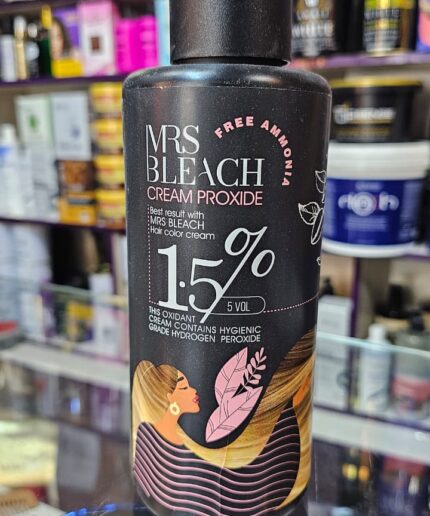 MRS
BLEACH
FREE AMMONIA
CREAM PROXIDE
Best result with
MRS BLEACH
Hair color cream
1.5%
5 VOL
THIS OXIDANT
CREAM CONTAINS HYGIENIC
GRADE HYDROGEN PEROXIDE